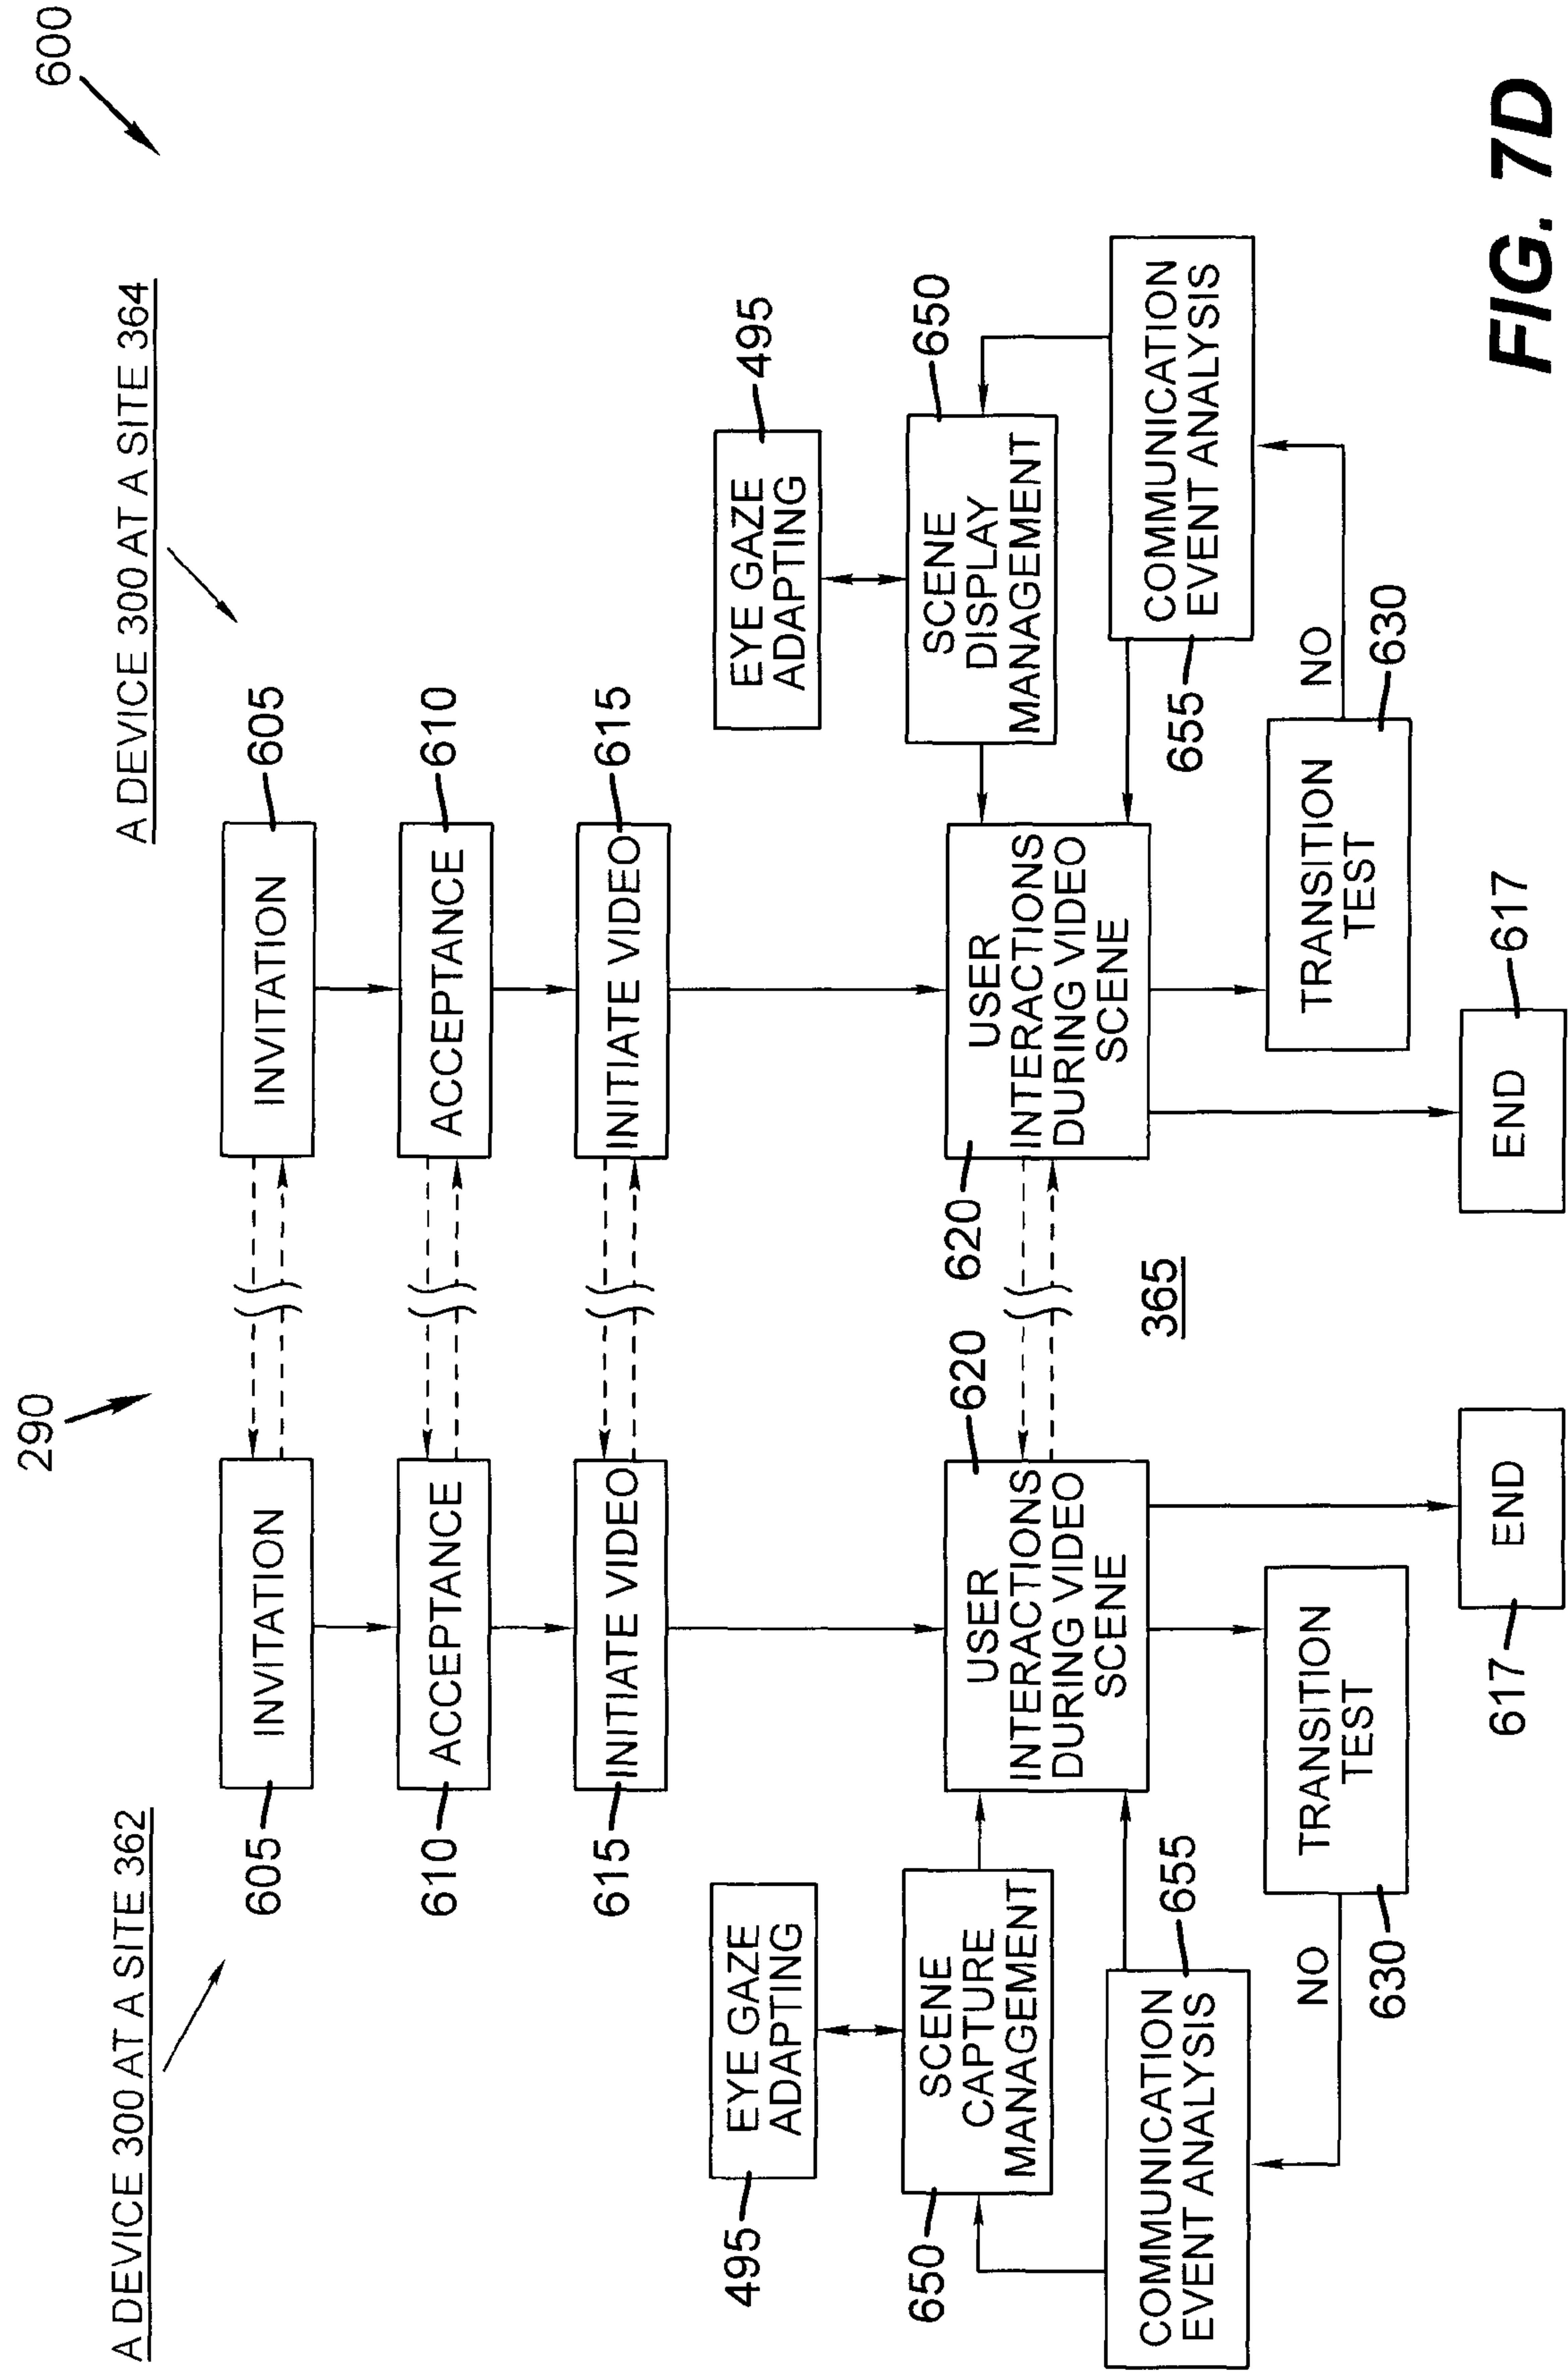 600
290
A DEVICE 300 AT A SITE 362
A DEVICE 300 AT A SITE 364
605
INVITATION
INVITATION
605
610
ACCEPTANCE
ACCEPTANCE
610
615
INITIATE VIDEO
INITIATE VIDEO
615
495
EYE GAZE
ADAPTING
EYE GAZE
ADAPTING
495
650
SCENE
CAPTURE
MANAGEMENT
620
USER
INTERACTIONS
DURING VIDEO
SCENE
620
USER
INTERACTIONS
DURING VIDEO
SCENE
650
SCENE
DISPLAY
MANAGEMENT
365
COMMUNICATION
EVENT ANALYSIS
655
655
COMMUNICATION
EVENT ANALYSIS
NO
630
TRANSITION
TEST
TRANSITION
TEST
NO
630
617
END
END
617
FIG. 7D